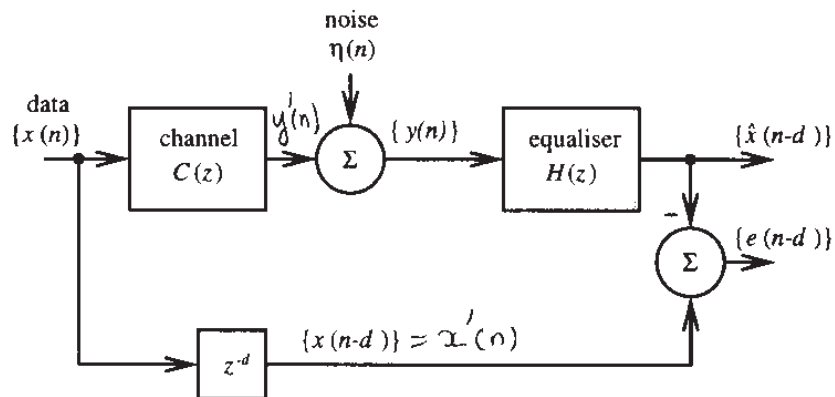 noise
η(n)
data
{x(n)}
channel
C(z)
y'(n)
Σ
{y(n)}
equaliser
H(z)
{x̂(n-d)}
−
Σ
{e(n-d)}
z^-d
{x(n-d)} = x'(n)